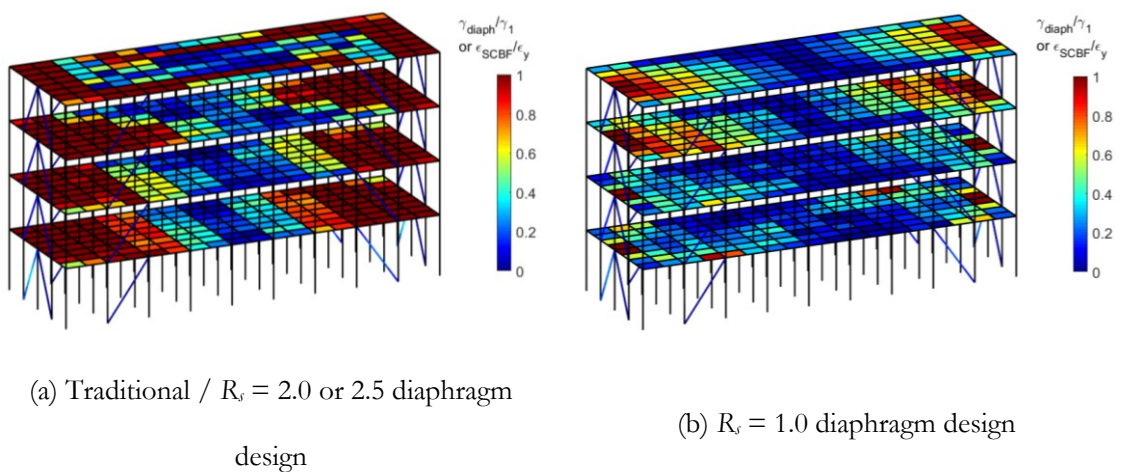 γdiaph/γ1
or ϵSCBF/ϵy
1
0.8
0.6
0.4
0.2
0
γdiaph/γ1
or ϵSCBF/ϵy
1
0.8
0.6
0.4
0.2
0
(a) Traditional / Rs = 2.0 or 2.5 diaphragm
design
(b) Rs = 1.0 diaphragm design